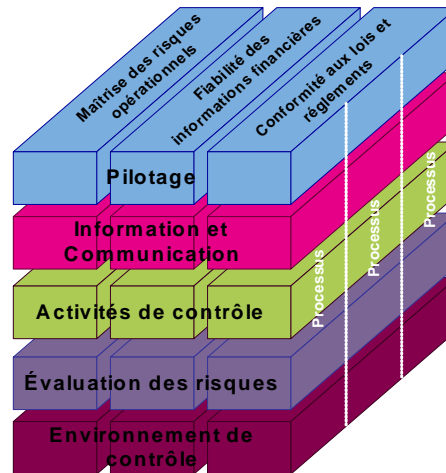 Maîtrise des risques
opérationnels
Fiabilité des
informations financières
Conformité aux lois et
règlements
Pilotage
Information et
Communication
Activités de contrôle
Évaluation des risques
Environnement de
contrôle
Processus
Processus
Processus